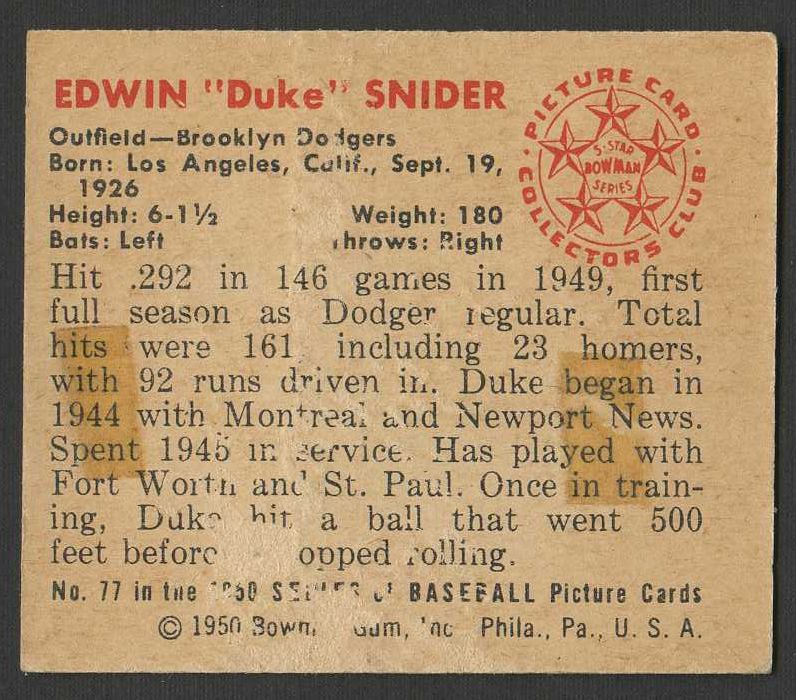 EDWIN "Duke" SNIDER
Outfield—Brooklyn Dodgers
Born: Los Angeles, Calif., Sept. 19,
1926
Height: 6-1½ Weight: 180
Bats: Left Throws: Right
PICTURE CARD
COLLECTORS CLUB
5-STAR
BOWMAN
SERIES
Hit .292 in 146 games in 1949, first
full season as Dodger regular. Total
hits were 161 including 23 homers,
with 92 runs driven in. Duke began in
1944 with Montreal and Newport News.
Spent 1945 in service. Has played with
Fort Worth and St. Paul. Once in train-
ing, Duke hit a ball that went 500
feet before opped rolling.
No. 77 in the 1950 SERIES of BASEBALL Picture Cards
© 1950 Bowm Gum, Inc Phila., Pa., U. S. A.